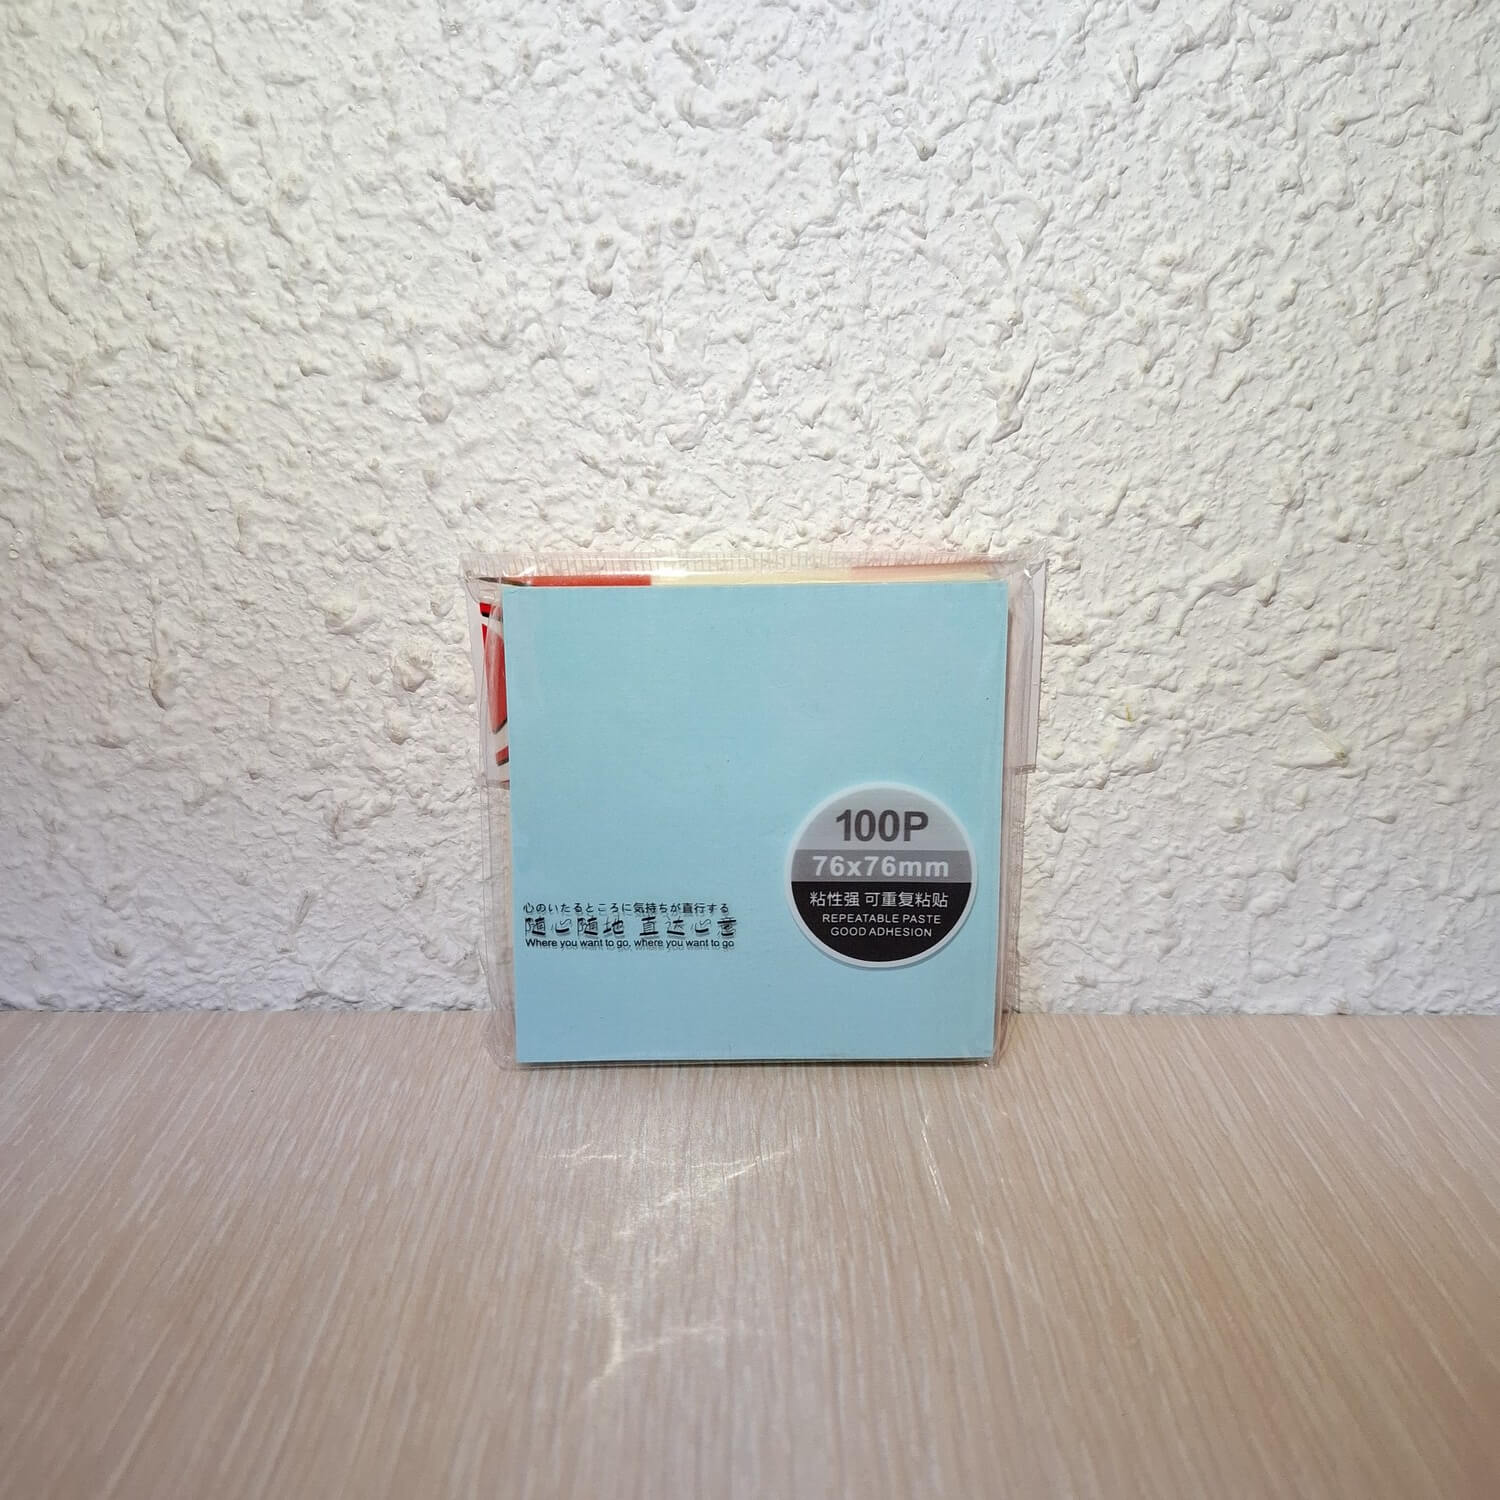 心のいたるところに気持ちが直行する
随心随地 直达心意
Where you want to go, where you want to go
100P
76x76mm
粘性强 可重复粘贴
REPEATABLE PASTE
GOOD ADHESION